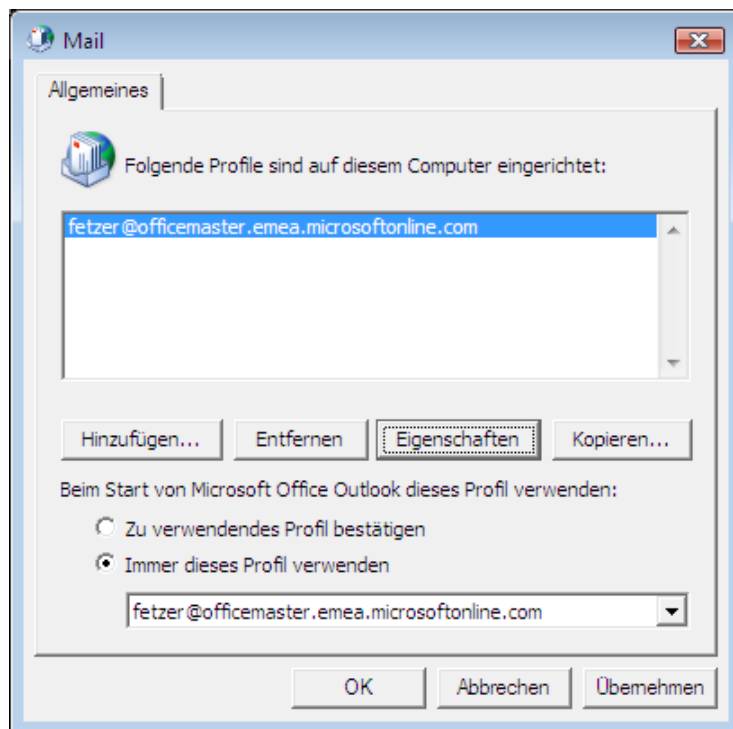 Mail
Allgemeines
Folgende Profile sind auf diesem Computer eingerichtet:
fetzer@officemaster.emea.microsoftonline.com
Hinzufügen... Entfernen Eigenschaften Kopieren...
Beim Start von Microsoft Office Outlook dieses Profil verwenden:
Zu verwendendes Profil bestätigen
Immer dieses Profil verwenden
fetzer@officemaster.emea.microsoftonline.com
OK Abbrechen Übernehmen